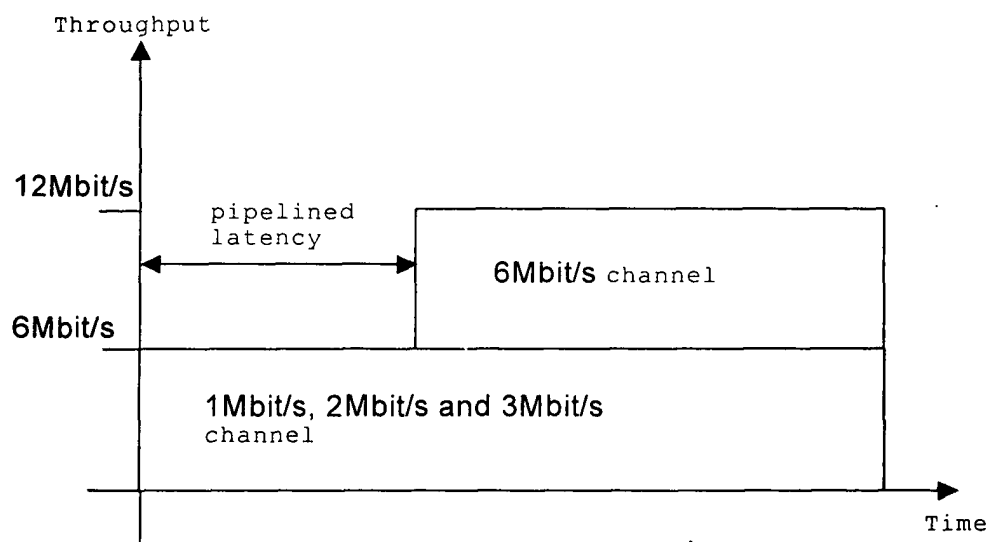 Throughput
12Mbit/s
pipelined
latency
6Mbit/s channel
6Mbit/s
1Mbit/s, 2Mbit/s and 3Mbit/s
channel
Time